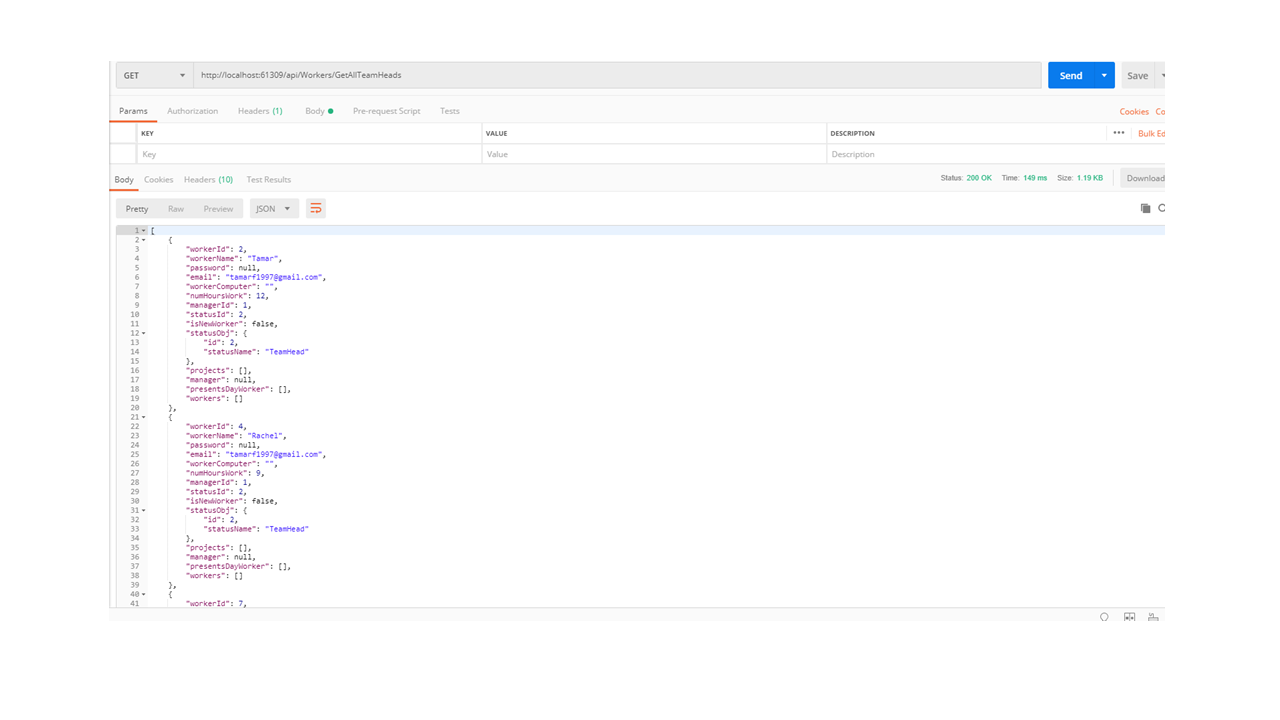 GET http://localhost:61309/api/Workers/GetAllTeamHeads Send Save
Params Authorization Headers (1) Body Pre-request Script Tests Cookies Co
KEY VALUE DESCRIPTION ••• Bulk Ed
Key Value Description
Body Cookies Headers (10) Test Results Status: 200 OK Time: 149 ms Size: 1.19 KB Download
Pretty Raw Preview JSON
1 [
2 {
3 "workerId": 2,
4 "workerName": "Tamar",
5 "password": null,
6 "email": "tamarf1997@gmail.com",
7 "workerComputer": "",
8 "numHoursWork": 12,
9 "managerId": 1,
10 "statusId": 2,
11 "isNewWorker": false,
12 "statusObj": {
13 "id": 2,
14 "statusName": "TeamHead"
15 },
16 "projects": [],
17 "manager": null,
18 "presentsDayWorker": [],
19 "workers": []
20 },
21 {
22 "workerId": 4,
23 "workerName": "Rachel",
24 "password": null,
25 "email": "tamarf1997@gmail.com",
26 "workerComputer": "",
27 "numHoursWork": 9,
28 "managerId": 1,
29 "statusId": 2,
30 "isNewWorker": false,
31 "statusObj": {
32 "id": 2,
33 "statusName": "TeamHead"
34 },
35 "projects": [],
36 "manager": null,
37 "presentsDayWorker": [],
38 "workers": []
39 },
40 {
41 "workerId": 7,